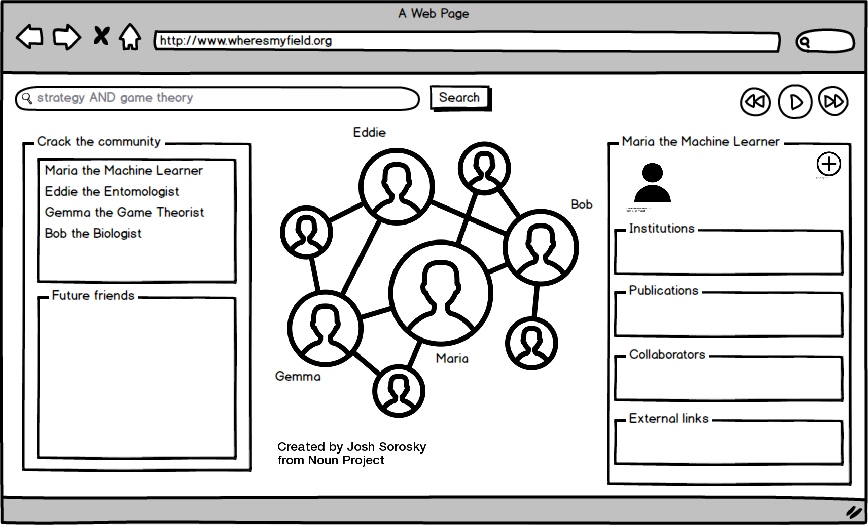 A Web Page
http://www.wheresmyfield.org
strategy AND game theory
Search
Crack the community
Maria the Machine Learner
Eddie the Entomologist
Gemma the Game Theorist
Bob the Biologist
Future friends
Eddie
Bob
Maria
Gemma
Created by Josh Sorosky
from Noun Project
Maria the Machine Learner
Institutions
Publications
Collaborators
External links